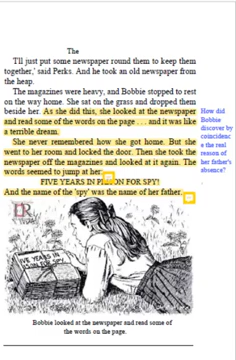 The
'I'll just put some newspaper round them to keep them
together,' said Perks. And he took an old newspaper from
the heap.
The magazines were heavy, and Bobbie stopped to rest
on the way home. She sat on the grass and dropped them
beside her. As she did this, she looked at the newspaper
and read some of the words on the page . . . and it was like
a terrible dream.
She never remembered how she got home. But she
went to her room and locked the door. Then she took the
newspaper off the magazines and looked at it again. The
words seemed to jump at her:
FIVE YEARS IN PRISON FOR SPY!
And the name of the 'spy' was the name of her father.
How did
Bobbie
discover by
coincidenc
e the real
reason of
her father's
absence?
FIVE YEARS IN
Bobbie looked at the newspaper and read some of
the words on the page.